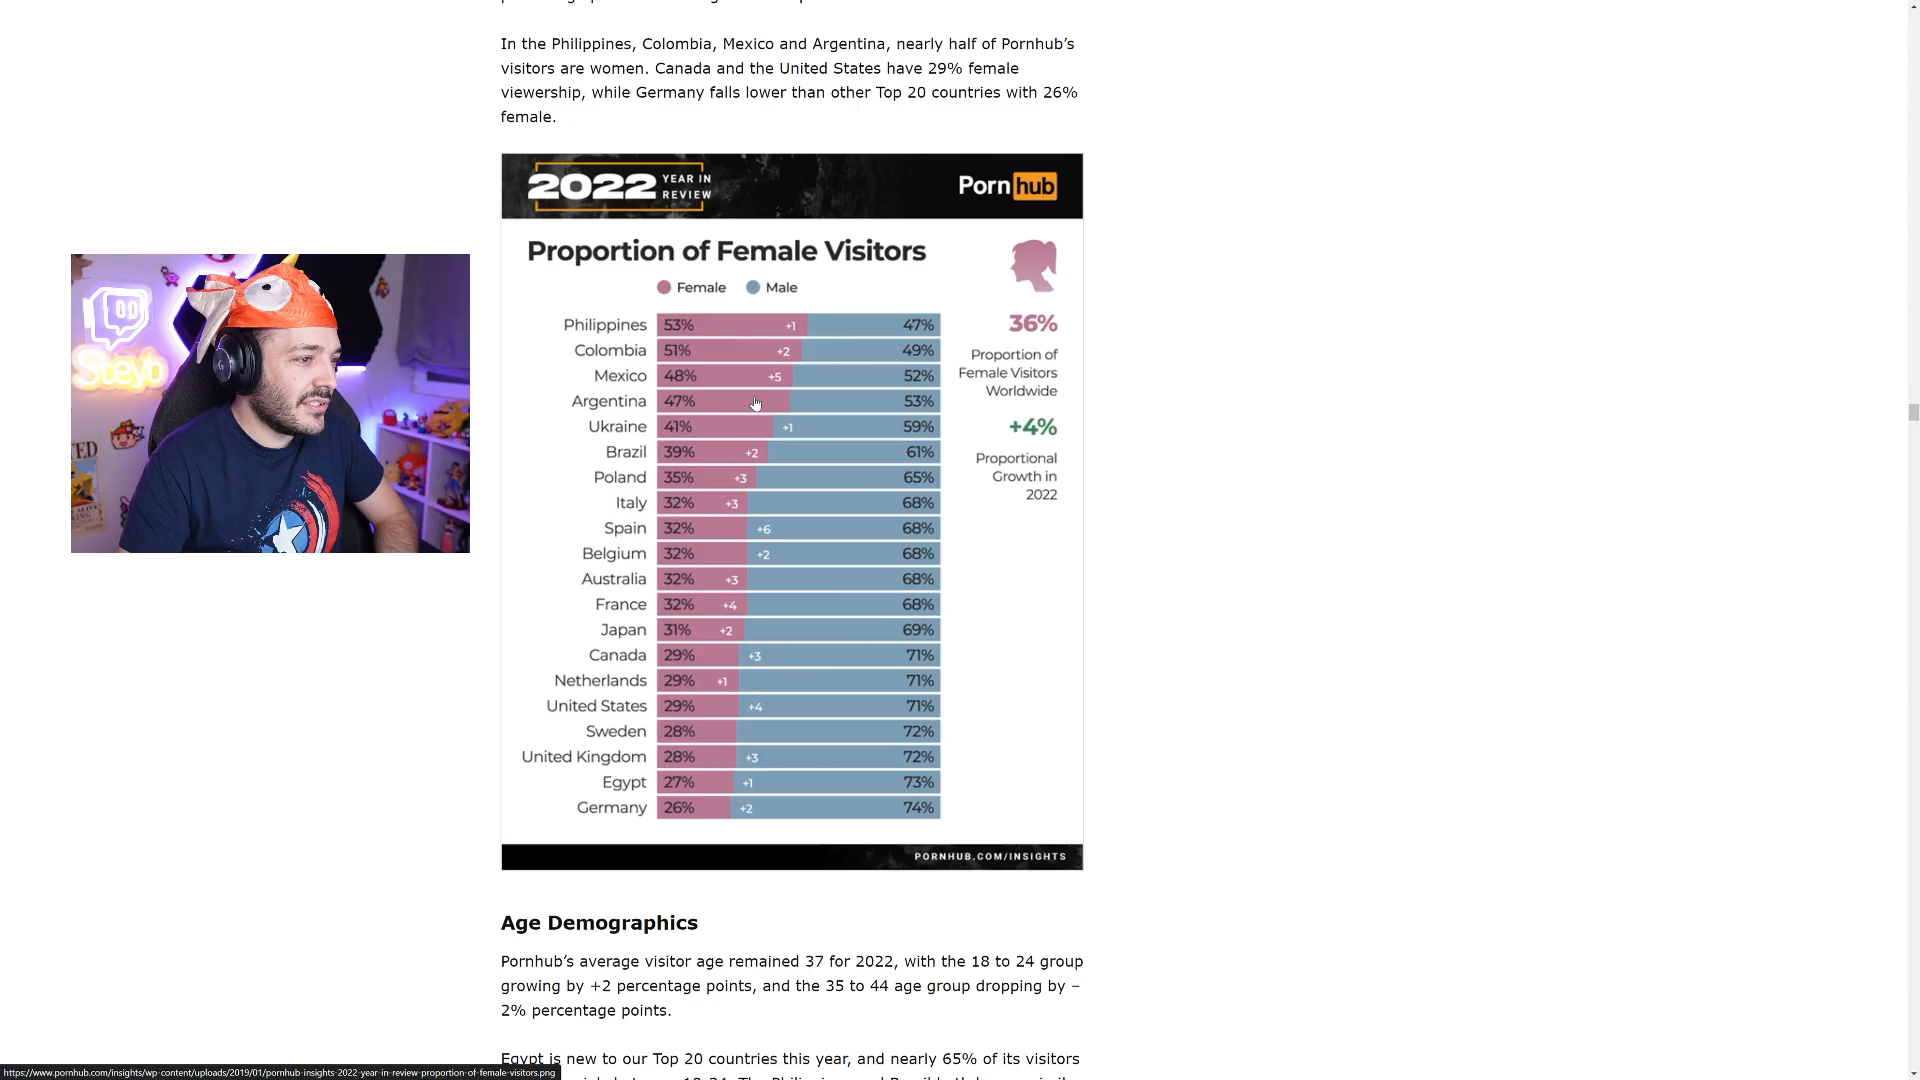 In the Philippines, Colombia, Mexico and Argentina, nearly half of Pornhub’s
visitors are women. Canada and the United States have 29% female
viewership, while Germany falls lower than other Top 20 countries with 26%
female.
2022 YEAR IN REVIEW
Pornhub
Proportion of Female Visitors
Female Male
Philippines 53% +1 47%
Colombia 51% +2 49%
Mexico 48% +5 52%
Argentina 47% 53%
Ukraine 41% +1 59%
Brazil 39% +2 61%
Poland 35% +3 65%
Italy 32% +3 68%
Spain 32% +6 68%
Belgium 32% +2 68%
Australia 32% +3 68%
France 32% +4 68%
Japan 31% +2 69%
Canada 29% +3 71%
Netherlands 29% +1 71%
United States 29% +4 71%
Sweden 28% 72%
United Kingdom 28% +3 72%
Egypt 27% +1 73%
Germany 26% +2 74%
36%
Proportion of
Female Visitors
Worldwide
+4%
Proportional
Growth in
2022
PORNHUB.COM/INSIGHTS
Steyb
Age Demographics
Pornhub’s average visitor age remained 37 for 2022, with the 18 to 24 group
growing by +2 percentage points, and the 35 to 44 age group dropping by –
2% percentage points.
Egypt is new to our Top 20 countries this year, and nearly 65% of its visitors
https://www.pornhub.com/insights/wp-content/uploads/2019/01/pornhub-insights-2022-year-in-review-proportion-of-female-visitors.png